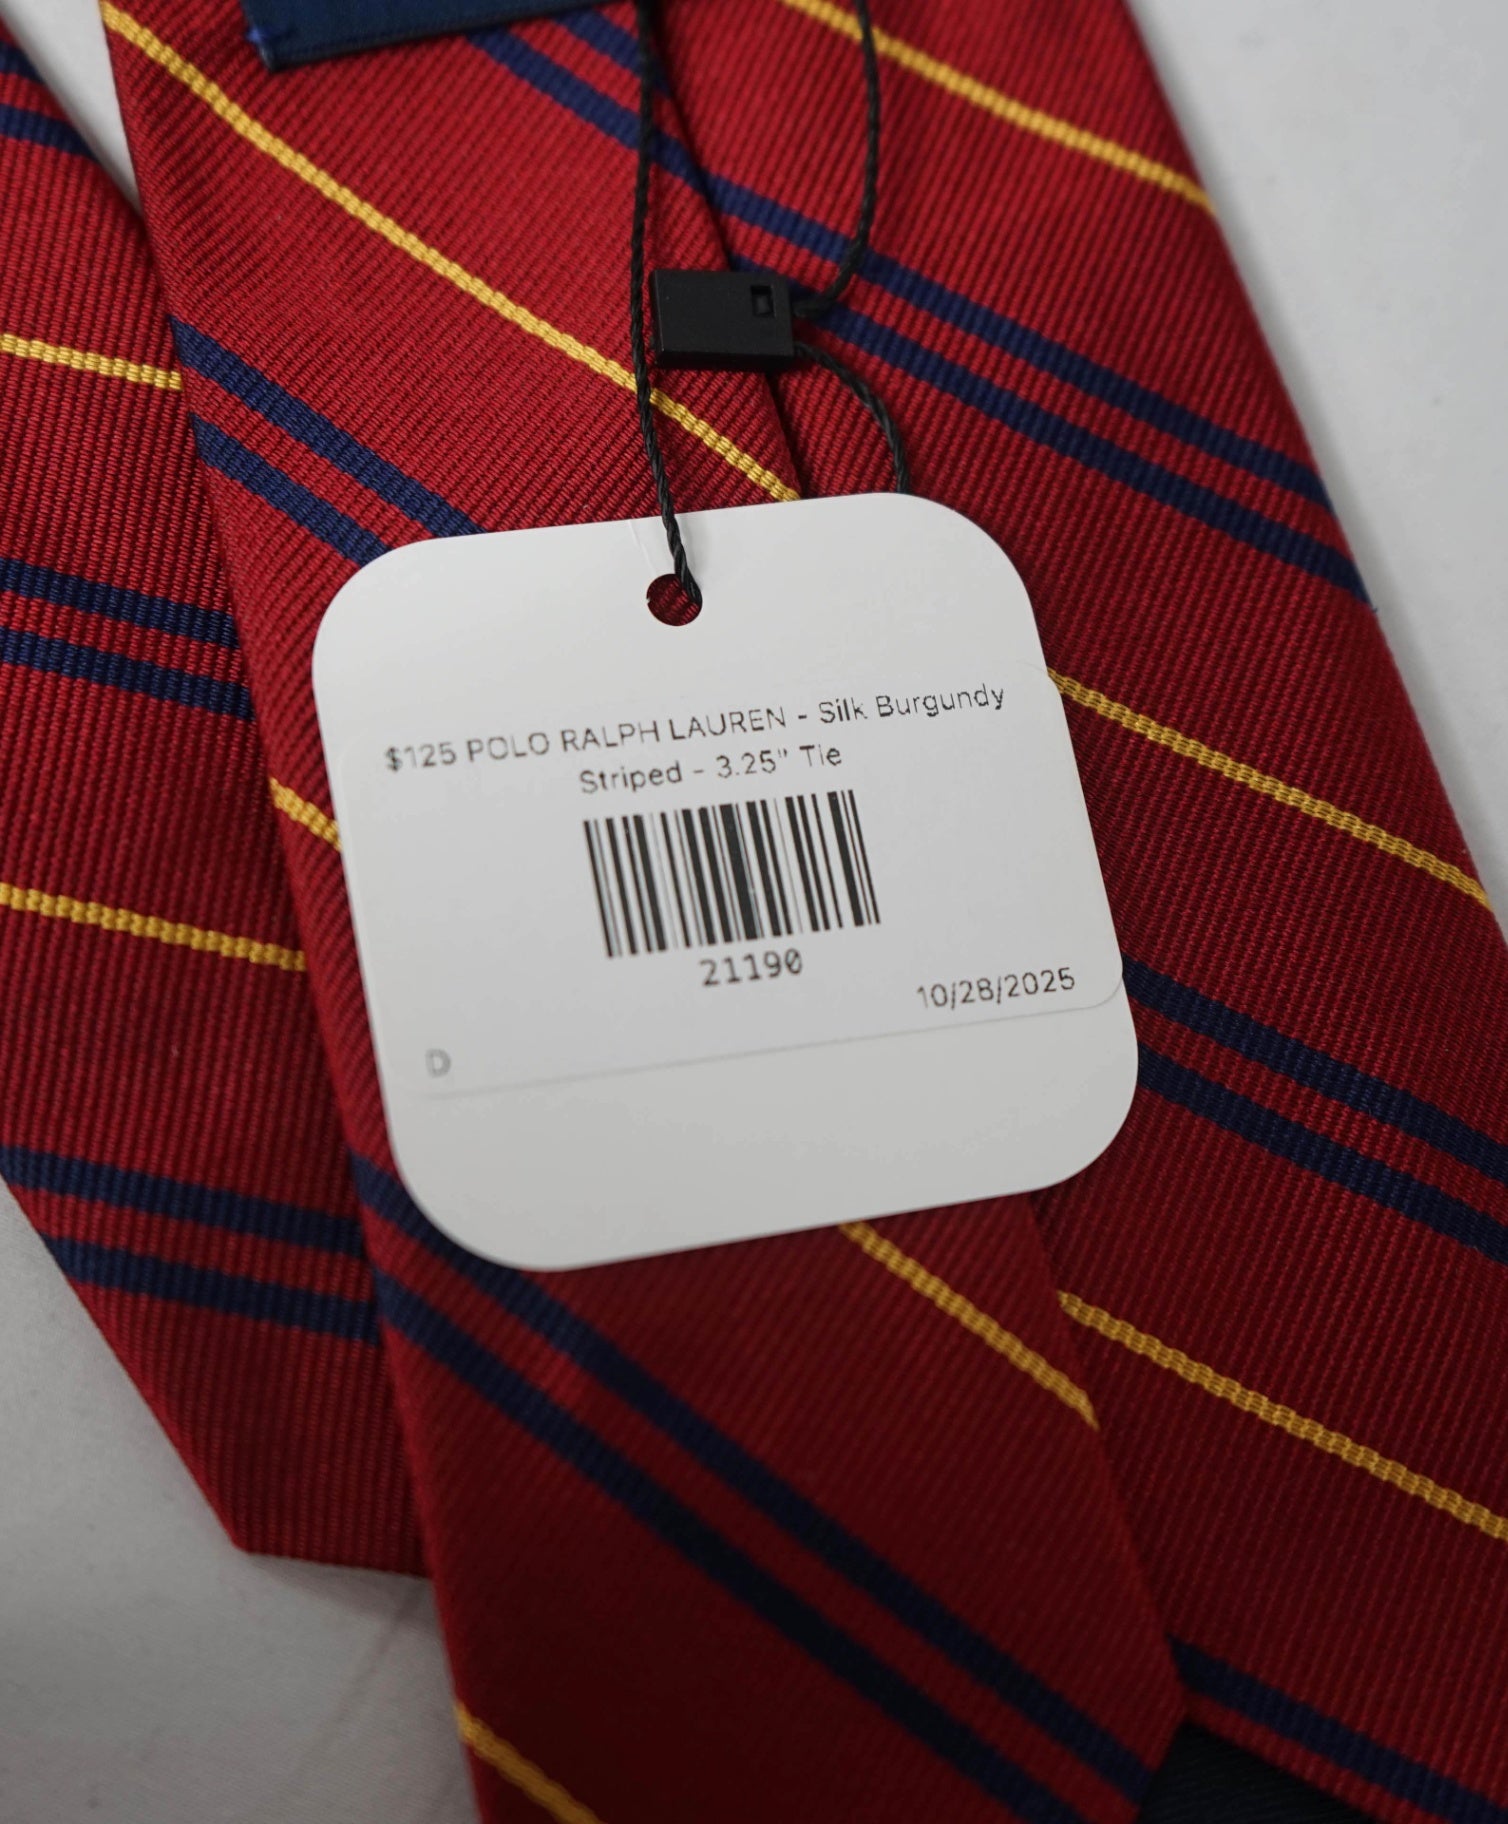 $125 POLO RALPH LAUREN - Silk Burgundy
Striped - 3.25" Tie
21190
10/28/2025
D